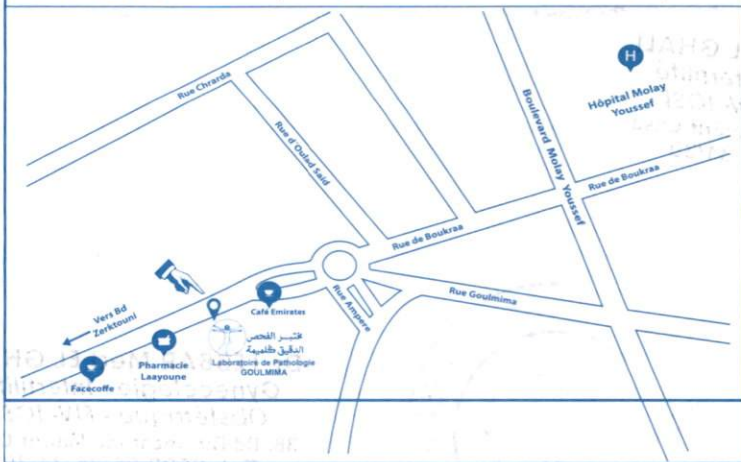 H
Hôpital Molay
Youssef
Rue Chrarda
Rue d'Oulad Said
Boulevard Molay Youssef
Rue de Boukraa
Rue de Boukraa
Rue Goulmima
Rue Ampere
Café Emirates
Vers Bd
Zerktouni
مختبر الفحص
الدقيق كلميمة
Laboratoire de Pathologie
GOULMIMA
Pharmacie
Laayoune
Facecoffe